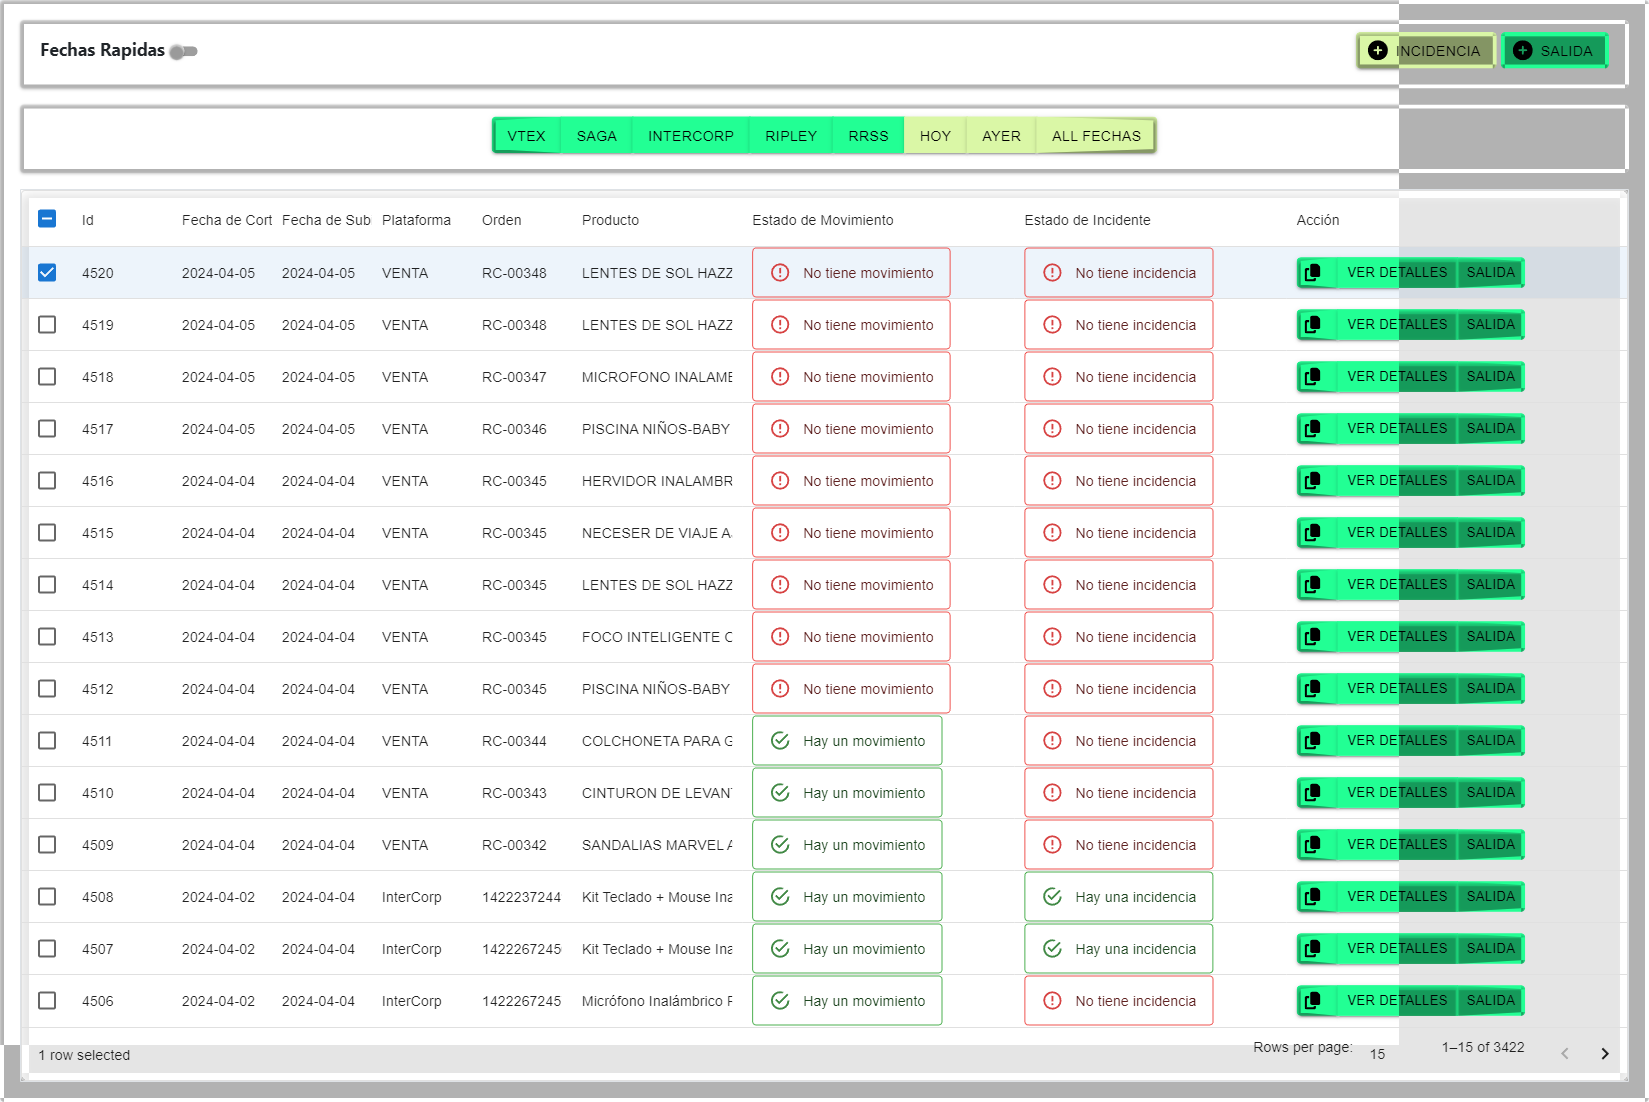 Fechas Rapidas INCIDENCIA SALIDA
VTEX SAGA INTERCORP RIPLEY RRSS HOY AYER ALL FECHAS
Id Fecha de Cort Fecha de Sub Plataforma Orden Producto Estado de Movimiento Estado de Incidente Acción
4520 2024-04-05 2024-04-05 VENTA RC-00348 LENTES DE SOL HAZZ No tiene movimiento No tiene incidencia VER DETALLES SALIDA
4519 2024-04-05 2024-04-05 VENTA RC-00348 LENTES DE SOL HAZZ No tiene movimiento No tiene incidencia VER DETALLES SALIDA
4518 2024-04-05 2024-04-05 VENTA RC-00347 MICROFONO INALAME No tiene movimiento No tiene incidencia VER DETALLES SALIDA
4517 2024-04-05 2024-04-05 VENTA RC-00346 PISCINA NIÑOS-BABY No tiene movimiento No tiene incidencia VER DETALLES SALIDA
4516 2024-04-04 2024-04-04 VENTA RC-00345 HERVIDOR INALAMBR No tiene movimiento No tiene incidencia VER DETALLES SALIDA
4515 2024-04-04 2024-04-04 VENTA RC-00345 NECESER DE VIAJE A No tiene movimiento No tiene incidencia VER DETALLES SALIDA
4514 2024-04-04 2024-04-04 VENTA RC-00345 LENTES DE SOL HAZZ No tiene movimiento No tiene incidencia VER DETALLES SALIDA
4513 2024-04-04 2024-04-04 VENTA RC-00345 FOCO INTELIGENTE C No tiene movimiento No tiene incidencia VER DETALLES SALIDA
4512 2024-04-04 2024-04-04 VENTA RC-00345 PISCINA NIÑOS-BABY No tiene movimiento No tiene incidencia VER DETALLES SALIDA
4511 2024-04-04 2024-04-04 VENTA RC-00344 COLCHONETA PARA G Hay un movimiento No tiene incidencia VER DETALLES SALIDA
4510 2024-04-04 2024-04-04 VENTA RC-00343 CINTURON DE LEVAN Hay un movimiento No tiene incidencia VER DETALLES SALIDA
4509 2024-04-04 2024-04-04 VENTA RC-00342 SANDALIAS MARVEL A Hay un movimiento No tiene incidencia VER DETALLES SALIDA
4508 2024-04-02 2024-04-04 InterCorp 1422237244 Kit Teclado + Mouse Ina Hay un movimiento Hay una incidencia VER DETALLES SALIDA
4507 2024-04-02 2024-04-04 InterCorp 1422267245 Kit Teclado + Mouse Ina Hay un movimiento Hay una incidencia VER DETALLES SALIDA
4506 2024-04-02 2024-04-04 InterCorp 1422267245 Micrófono Inalámbrico Hay un movimiento No tiene incidencia VER DETALLES SALIDA
1 row selected Rows per page: 15 1–15 of 3422